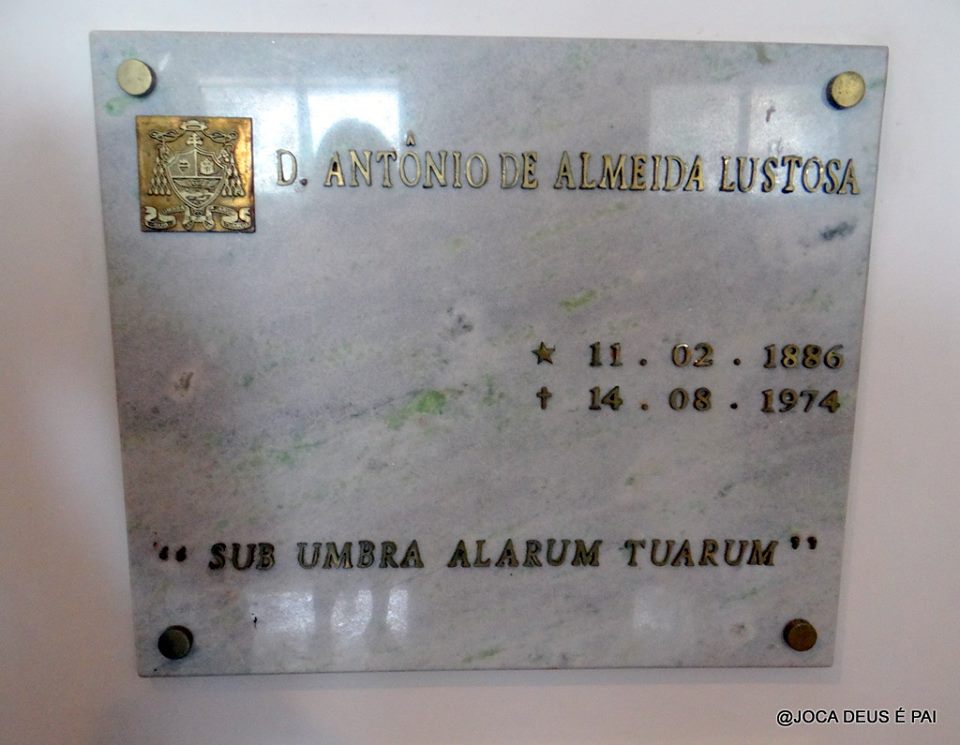 D. ANTÔNIO DE ALMEIDA LUSTOSA
★ 11 . 02 . 1886
✝ 14 . 08 . 1974
“ SUB UMBRA ALARUM TUARUM ”
@JOCA DEUS É PAI